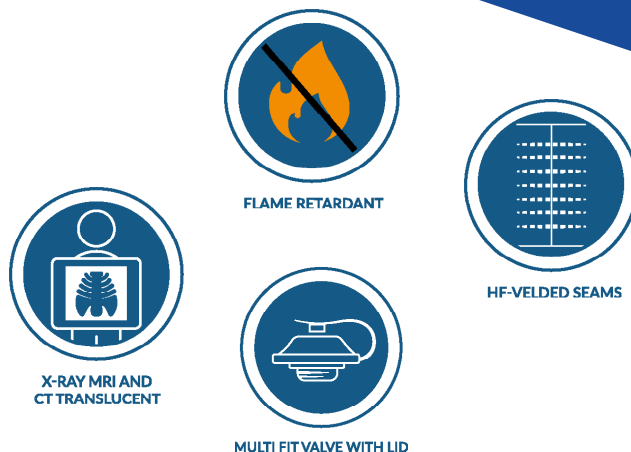 FLAME RETARDANT
HF-VELDED SEAMS
X-RAY MRI AND
CT TRANSLUCENT
MULTI FIT VALVE WITH LID